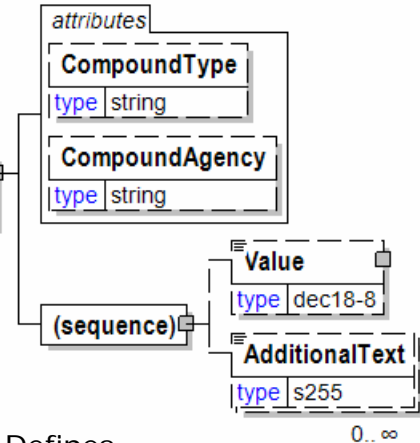 attributes
CompoundType
type string
CompoundAgency
type string
Value
type dec18-8
(sequence)
AdditionalText
type s255
0..∞
Defines